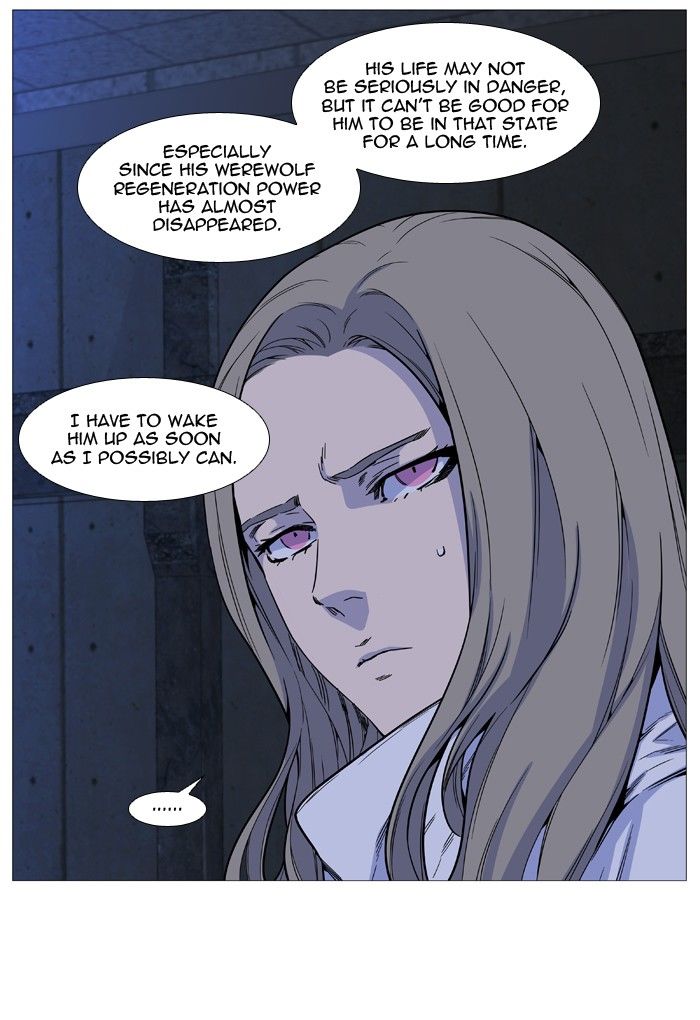 HIS LIFE MAY NOT
BE SERIOUSLY IN DANGER,
BUT IT CAN'T BE GOOD FOR
HIM TO BE IN THAT STATE
FOR A LONG TIME.
ESPECIALLY
SINCE HIS WEREWOLF
REGENERATION POWER
HAS ALMOST
DISAPPEARED.
I HAVE TO WAKE
HIM UP AS SOON
AS I POSSIBLY CAN.
......